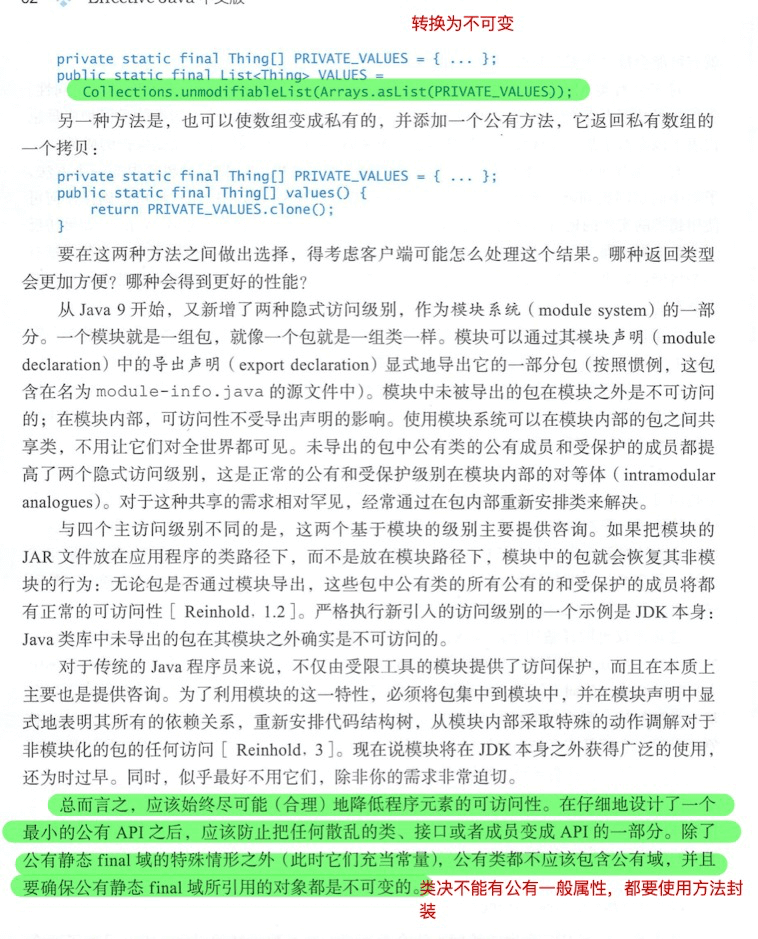 转换为不可变
private static final Thing[] PRIVATE_VALUES = { ... };
public static final List<Thing> VALUES =
Collections.unmodifiableList(Arrays.asList(PRIVATE_VALUES));
另一种方法是，也可以使数组变成私有的，并添加一个公有方法，它返回私有数组的
一个拷贝：
private static final Thing[] PRIVATE_VALUES = { ... };
public static final Thing[] values() {
return PRIVATE_VALUES.clone();
}
要在这两种方法之间做出选择，得考虑客户端可能怎么处理这个结果。哪种返回类型
会更加方便？哪种会得到更好的性能？
从 Java 9 开始，又新增了两种隐式访问级别，作为模块系统（module system）的一部
分。一个模块就是一组包，就像一个包就是一组类一样。模块可以通过其模块声明（module
declaration）中的导出声明（export declaration）显式地导出它的一部分包（按照惯例，这包
含在名为 module-info.java 的源文件中）。模块中未被导出的包在模块之外是不可访问
的；在模块内部，可访问性不受导出声明的影响。使用模块系统可以在模块内部的包之间共
享类，不用让它们对全世界都可见。未导出的包中公有类的公有成员和受保护的成员都提
高了两个隐式访问级别，这是正常的公有和受保护级别在模块内部的对等体（intramodular
analogues）。对于这种共享的需求相对罕见，经常通过在包内部重新安排类来解决。
与四个主访问级别不同的是，这两个基于模块的级别主要提供咨询。如果把模块的
JAR 文件放在应用程序的类路径下，而不是放在模块路径下，模块中的包就会恢复其非模
块的行为：无论包是否通过模块导出，这些包中公有类的所有公有的和受保护的成员将都
有正常的可访问性［Reinhold，1.2］。严格执行新引入的访问级别的一个示例是 JDK 本身：
Java 类库中未导出的包在其模块之外确实是不可访问的。
对于传统的 Java 程序员来说，不仅由受限工具的模块提供了访问保护，而且在本质上
主要也是提供咨询。为了利用模块的这一特性，必须将包集中到模块中，并在模块声明中显
式地表明其所有的依赖关系，重新安排代码结构树，从模块内部采取特殊的动作调解对于
非模块化的包的任何访问［Reinhold，3］。现在说模块将在 JDK 本身之外获得广泛的使用，
还为时过早。同时，似乎最好不用它们，除非你的需求非常迫切。
总而言之，应该始终尽可能（合理）地降低程序元素的可访问性。在仔细地设计了一个
最小的公有 API 之后，应该防止把任何散乱的类、接口或者成员变成 API 的一部分。除了
公有静态 final 域的特殊情形之外（此时它们充当常量），公有类都不应该包含公有域，并且
要确保公有静态 final 域所引用的对象都是不可变的。
类决不能有公有一般属性，都要使用方法封
装